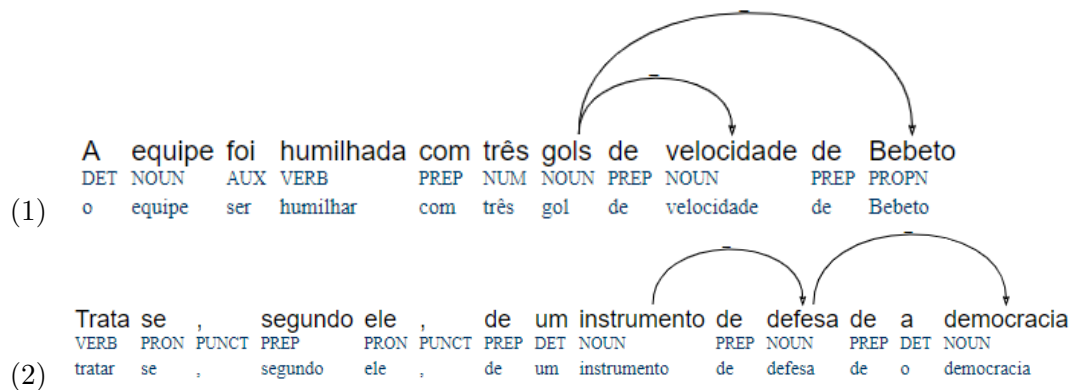 A equipe foi humilhada com três gols de velocidade de Bebeto
DET NOUN AUX VERB PREP NUM NOUN PREP NOUN PREP PROPN
(1) o equipe ser humilhar com três gol de velocidade de Bebeto
Trata se , segundo ele , de um instrumento de defesa de a democracia
VERB PRON PUNCT PREP PRON PUNCT PREP DET NOUN PREP NOUN PREP DET NOUN
(2) tratar se , segundo ele , de um instrumento de defesa de o democracia